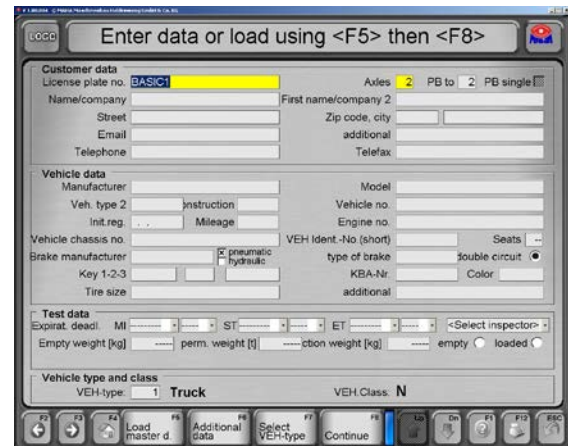 LOGO Enter data or load using <F5> then <F8>
Customer data
License plate no. BASIC1 Axles 2 PB to 2 PB single
Name/company First name/company 2
Street Zip code, city
Email additional
Telephone Telefax
Vehicle data
Manufacturer Model
Veh. type 2 onstruction Vehicle no.
Init.reg. . . Mileage Engine no.
Vehicle chassis no. VEH Ident.-No (short) Seats --
Brake manufacturer x pneumatic hydraulic type of brake double circuit
Key 1-2-3 KBA-Nr. Color
Tire size additional
Test data
Expirat. deadl. MI -------- ----- ST -------- ----- ET -------- ----- <Select inspector>
Empty weight [kg] ----- perm. weight [t] ----- ction weight [kg] ----- empty loaded
Vehicle type and class
VEH-type: 1 Truck VEH.Class: N
F2 F3 F4 F5 F6 F7 F8 Up Dn F1 F12 ESC
Load master d. Additional data Select VEH-type Continue